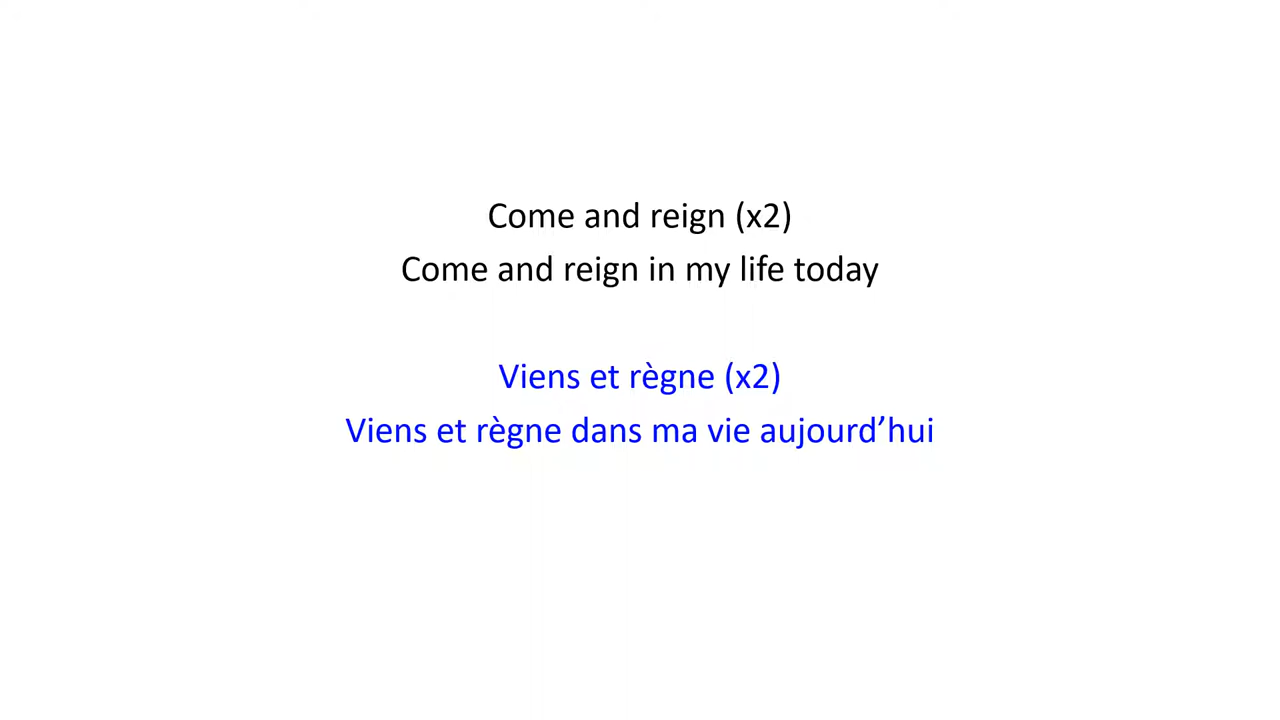 Come and reign (x2)
Come and reign in my life today
Viens et règne (x2)
Viens et règne dans ma vie aujourd’hui